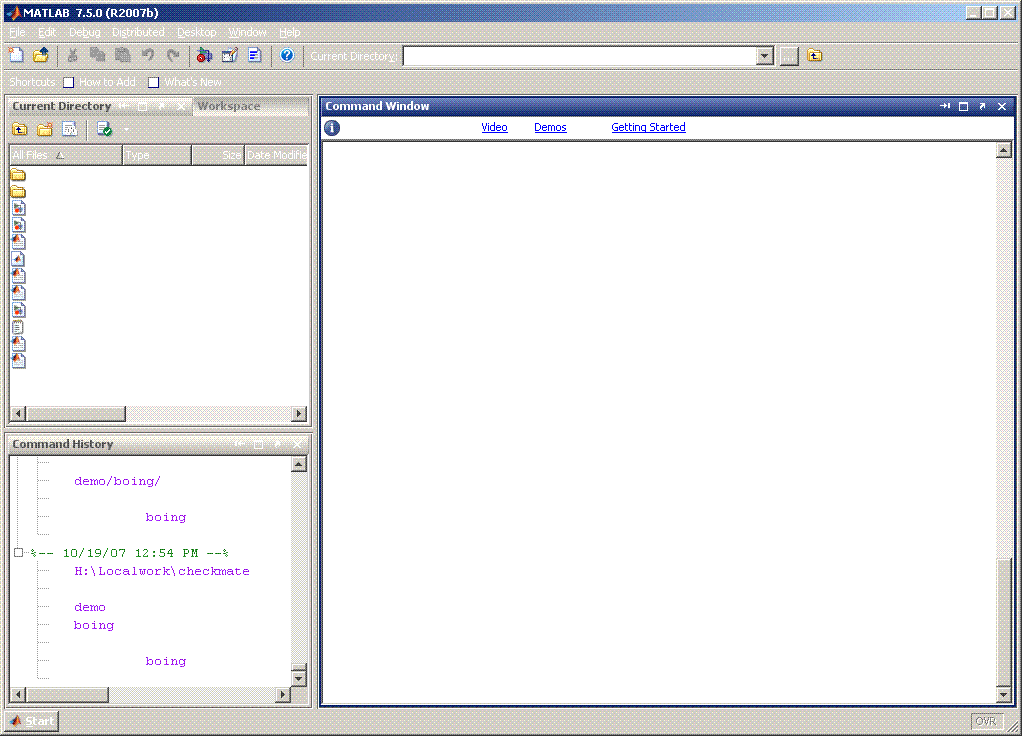 MATLAB 7.5.0 (R2007b)
File Edit Debug Distributed Desktop Window Help
Current Directory:
Shortcuts How to Add What's New
Current Directory Workspace
All Files Type Size Date Modifie
Command History
demo/boing/
boing
%-- 10/19/07 12:54 PM --%
H:\Localwork\checkmate
demo
boing
boing
Command Window
Video Demos Getting Started
Start
OVR